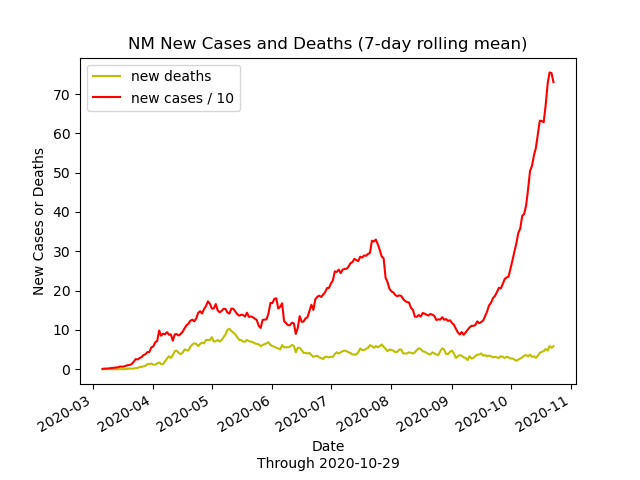 NM New Cases and Deaths (7-day rolling mean)
new deaths
new cases / 10
New Cases or Deaths
70
60
50
40
30
20
10
0
2020-03
2020-04
2020-05
2020-06
2020-07
2020-08
2020-09
2020-10
2020-11
Date
Through 2020-10-29